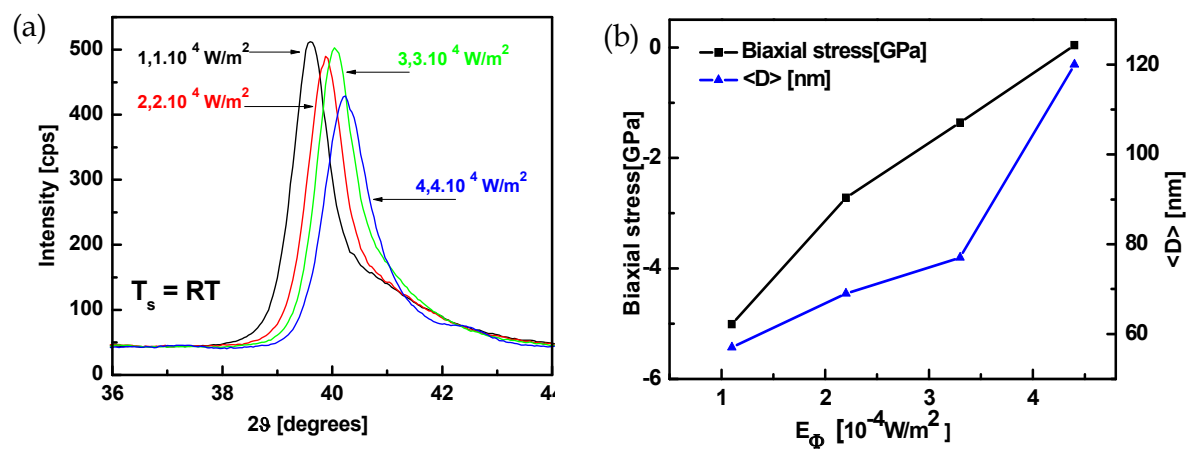 (a)
500
400
300
200
100
0
Intensity [cps]
1,1.10 4 W/m2
2,2.10 4 W/m2
3,3.10 4 W/m2
4,4.10 4 W/m2
Ts = RT
36 38 40 42 44
2ϑ [degrees]
(b)
0
-2
-4
-6
Biaxial stress[GPa]
Biaxial stress[GPa]
<D> [nm]
120
100
80
60
<D> [nm]
1 2 3 4
EΦ [10-4W/m2]